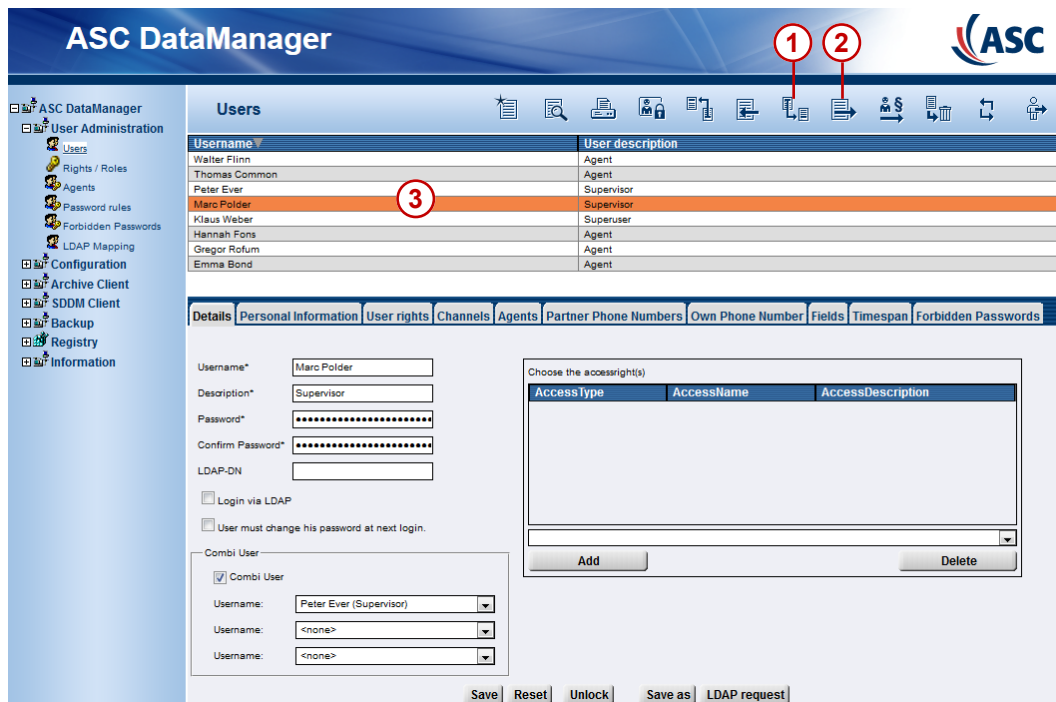 ASC DataManager
1
2
ASC
ASC DataManager
User Administration
Users
Rights / Roles
Agents
Password rules
Forbidden Passwords
LDAP Mapping
Configuration
Archive Client
SDDM Client
Backup
Registry
Information
Users
§
Username User description
Walter Flinn Agent
Thomas Common Agent
Peter Ever Supervisor
Marc Polder Supervisor
3
Klaus Weber Superuser
Hannah Fons Agent
Gregor Rofum Agent
Emma Bond Agent
Details Personal Information User rights Channels Agents Partner Phone Numbers Own Phone Number Fields Timespan Forbidden Passwords
Username* Marc Polder
Description* Supervisor
Password* ••••••••••••••••••••••
Confirm Password* ••••••••••••••••••••••
LDAP-DN
Login via LDAP
User must change his password at next login.
Combi User
Combi User
Username: Peter Ever (Supervisor)
Username: <none>
Username: <none>
Choose the accessright(s)
AccessType AccessName AccessDescription
Add Delete
Save Reset Unlock Save as LDAP request